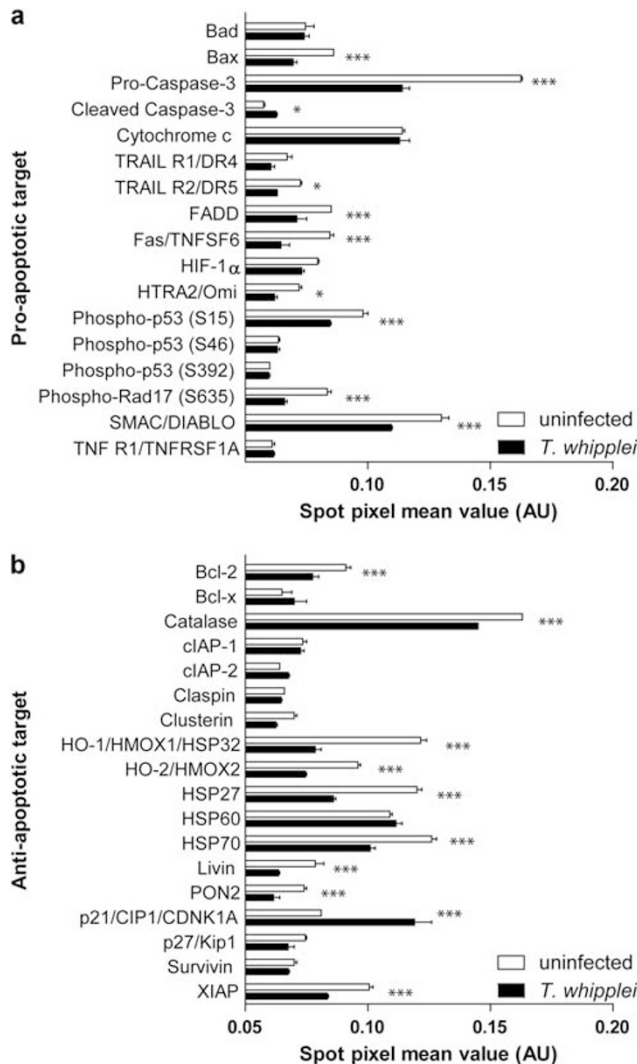 a
Pro-apoptotic target
Bad
Bax ***
Pro-Caspase-3 ***
Cleaved Caspase-3 *
Cytochrome c
TRAIL R1/DR4
TRAIL R2/DR5 *
FADD ***
Fas/TNFSF6 ***
HIF-1α
HTRA2/Omi *
Phospho-p53 (S15) ***
Phospho-p53 (S46)
Phospho-p53 (S392)
Phospho-Rad17 (S635) ***
SMAC/DIABLO ***
TNF R1/TNFRSF1A
uninfected
T. whipplei
0.10 0.15 0.20
Spot pixel mean value (AU)
b
Anti-apoptotic target
Bcl-2 ***
Bcl-x
Catalase ***
cIAP-1
cIAP-2
Claspin
Clusterin
HO-1/HMOX1/HSP32 ***
HO-2/HMOX2 ***
HSP27 ***
HSP60
HSP70 ***
Livin ***
PON2 ***
p21/CIP1/CDNK1A ***
p27/Kip1
Survivin
XIAP ***
uninfected
T. whipplei
0.05 0.10 0.15 0.20
Spot pixel mean value (AU)